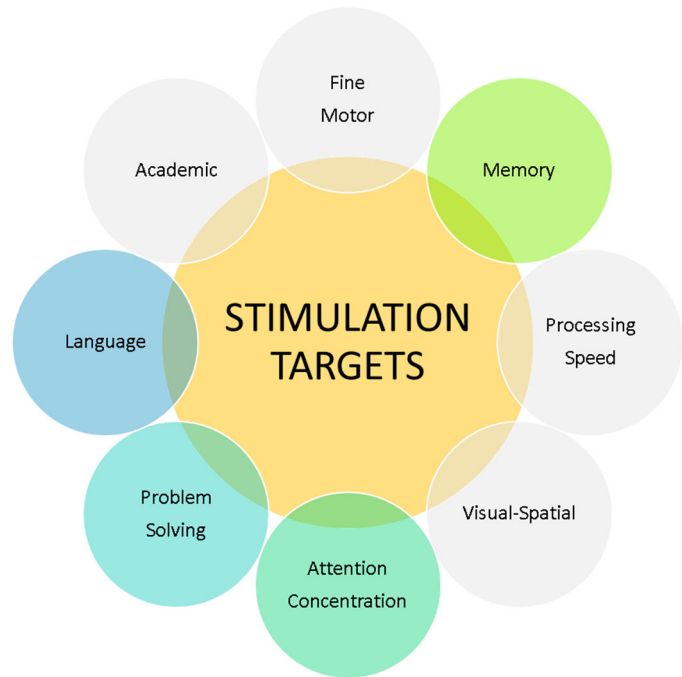 Fine
Motor
Memory
Processing
Speed
Visual-Spatial
Attention
Concentration
Problem
Solving
Language
Academic
STIMULATION
TARGETS